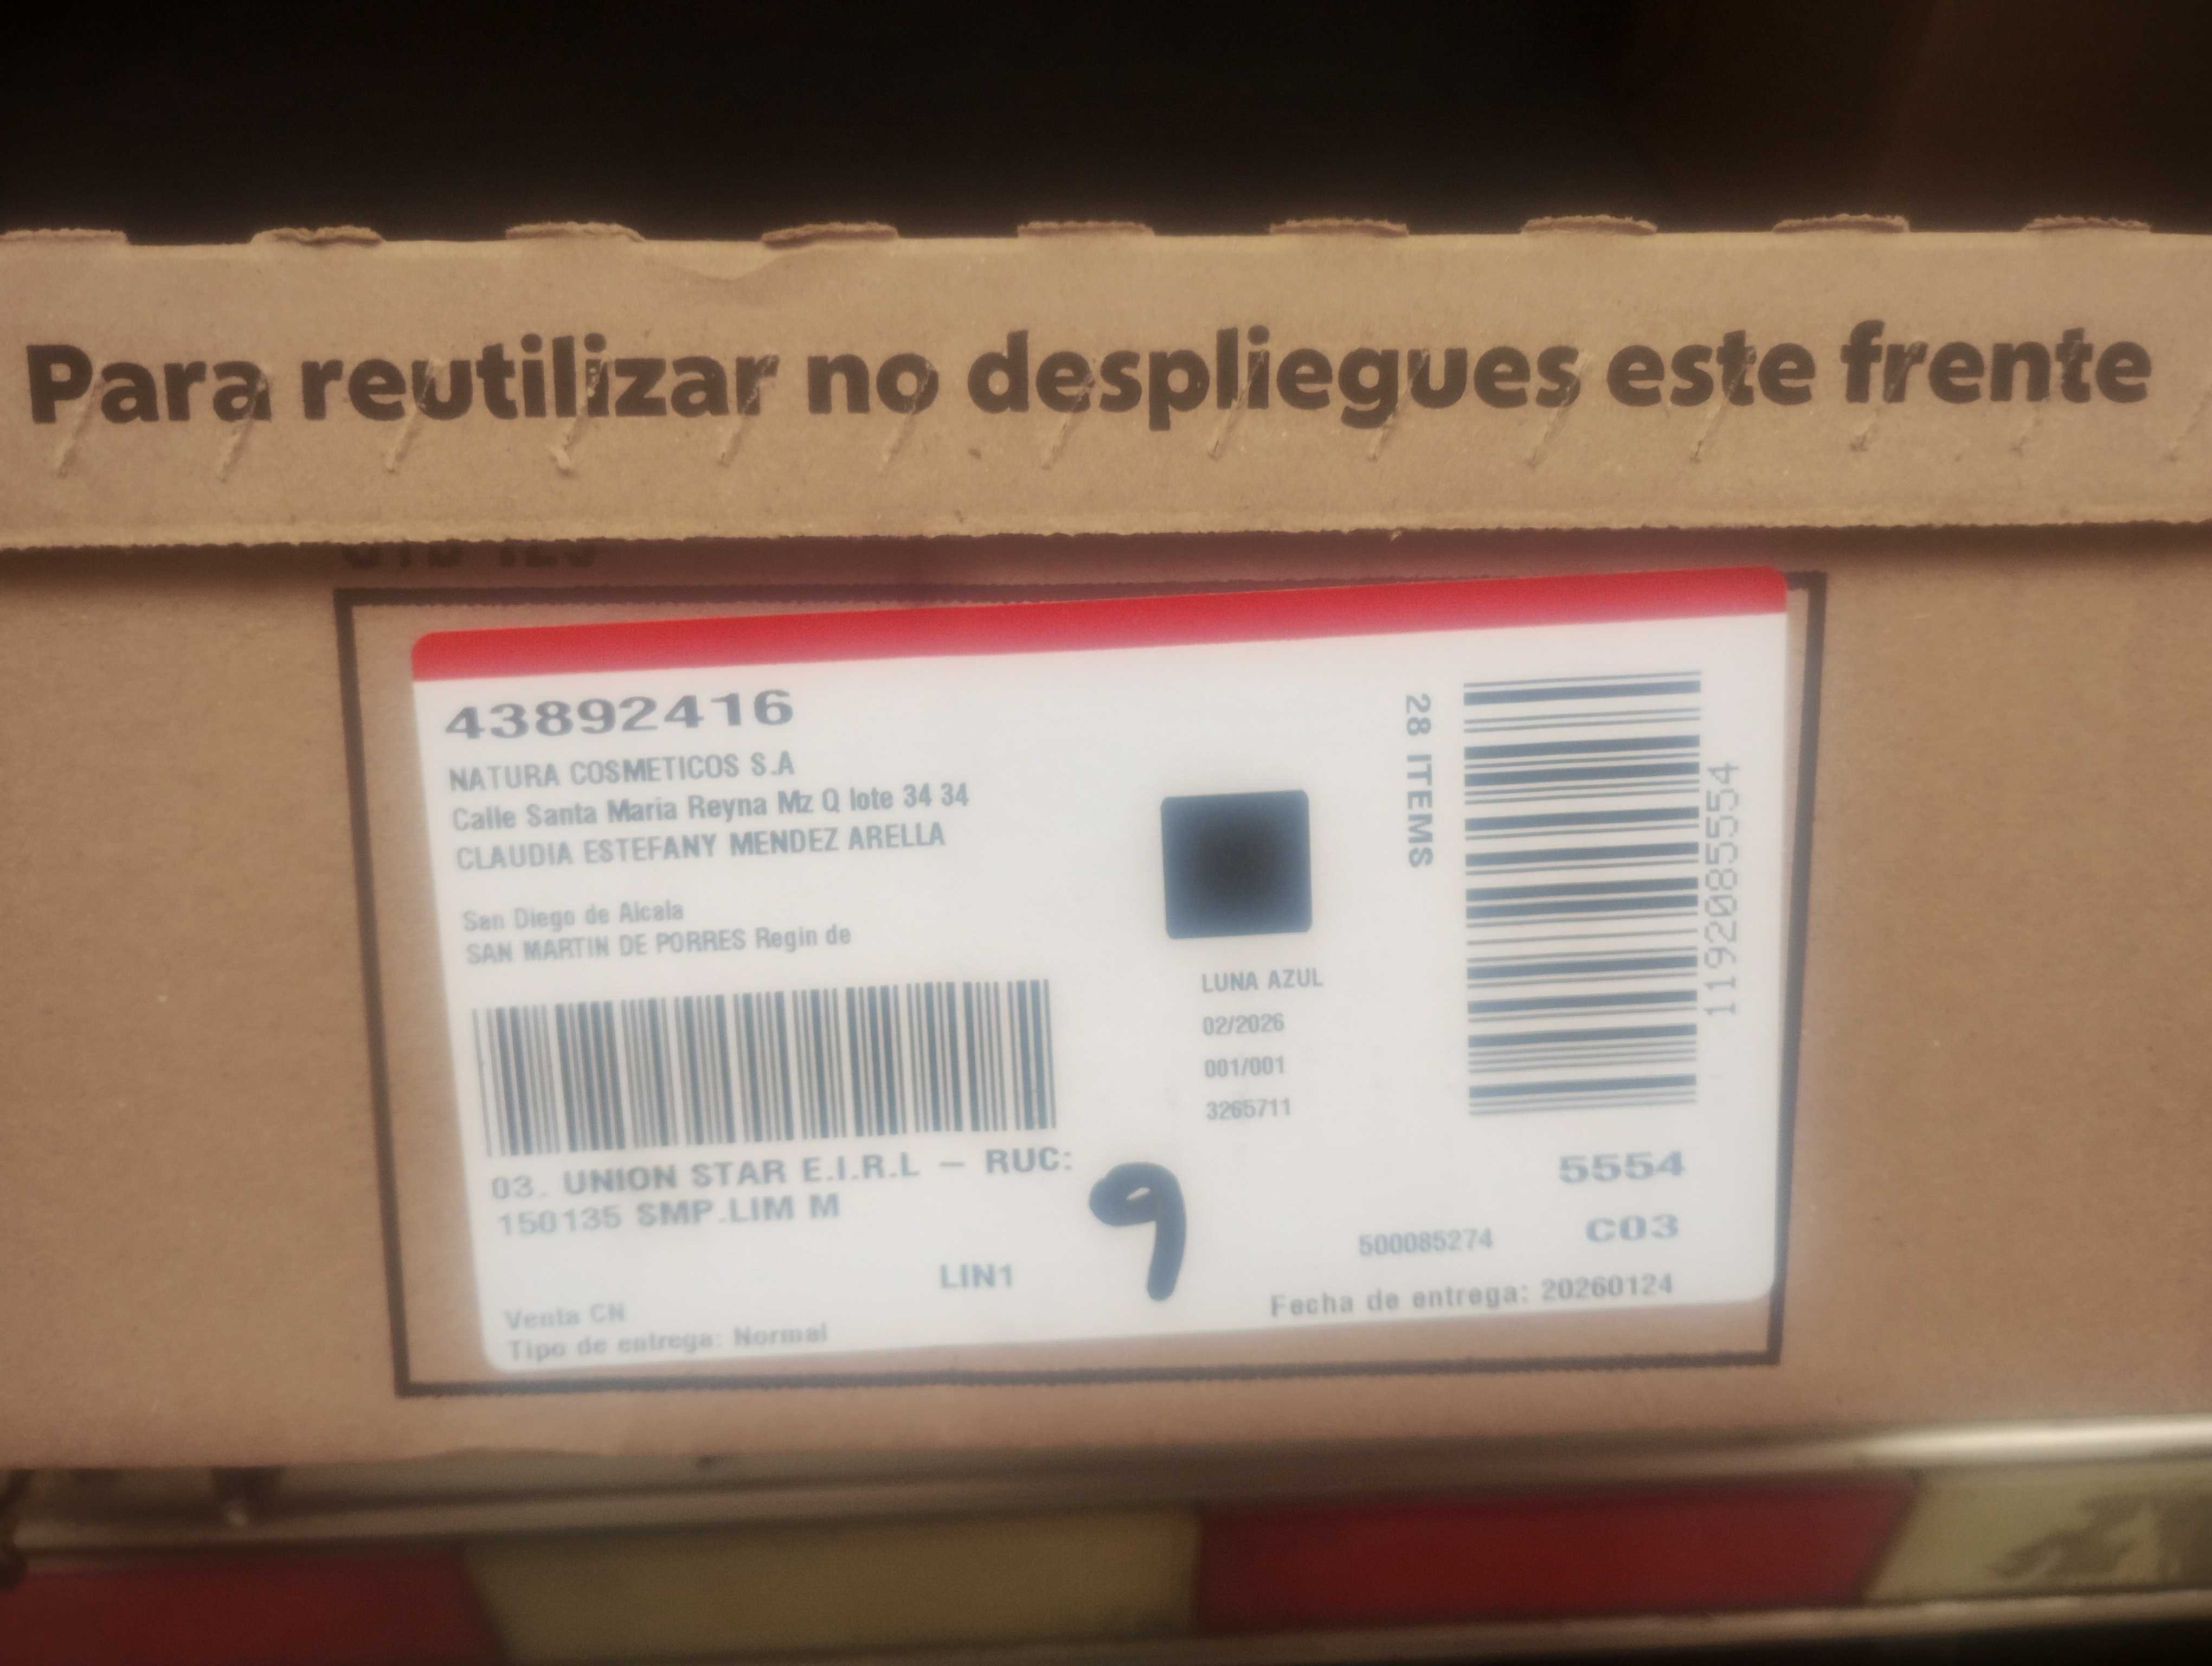 Para reutilizar no despliegues este frente
43892416
NATURA COSMETICOS S.A
Calle Santa Maria Reyna Mz Q lote 34 34
CLAUDIA ESTEFANY MENDEZ ARELLA
San Diego de Alcala
SAN MARTIN DE PORRES Regin de
03. UNION STAR E.I.R.L – RUC:
150135 SMP.LIM M
LIN1
Venta CN
Tipo de entrega: Normal
LUNA AZUL
02/2026
001/001
3265711
9
28 ITEMS
1192085554
5554
C03
500085274
Fecha de entrega: 20260124